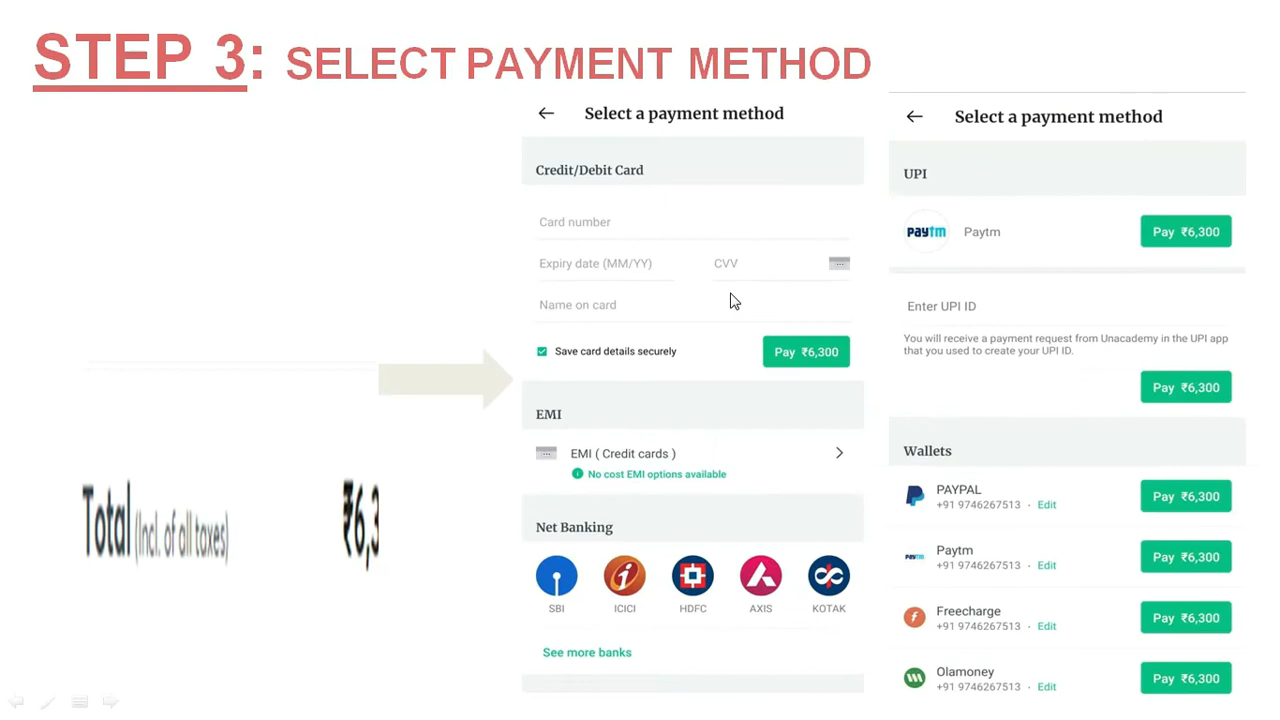 STEP 3: SELECT PAYMENT METHOD
Total (Incl. of all taxes) ₹6,3
Select a payment method
Credit/Debit Card
Card number
Expiry date (MM/YY) CVV
Name on card
Save card details securely Pay ₹6,300
EMI
EMI ( Credit cards )
No cost EMI options available
Net Banking
SBI ICICI HDFC AXIS KOTAK
See more banks
Select a payment method
UPI
paytm Paytm Pay ₹6,300
Enter UPI ID
You will receive a payment request from Unacademy in the UPI app
that you used to create your UPI ID.
Pay ₹6,300
Wallets
PAYPAL
+91 9746267513 · Edit Pay ₹6,300
paytm Paytm
+91 9746267513 · Edit Pay ₹6,300
Freecharge
+91 9746267513 · Edit Pay ₹6,300
Olamoney
+91 9746267513 · Edit Pay ₹6,300